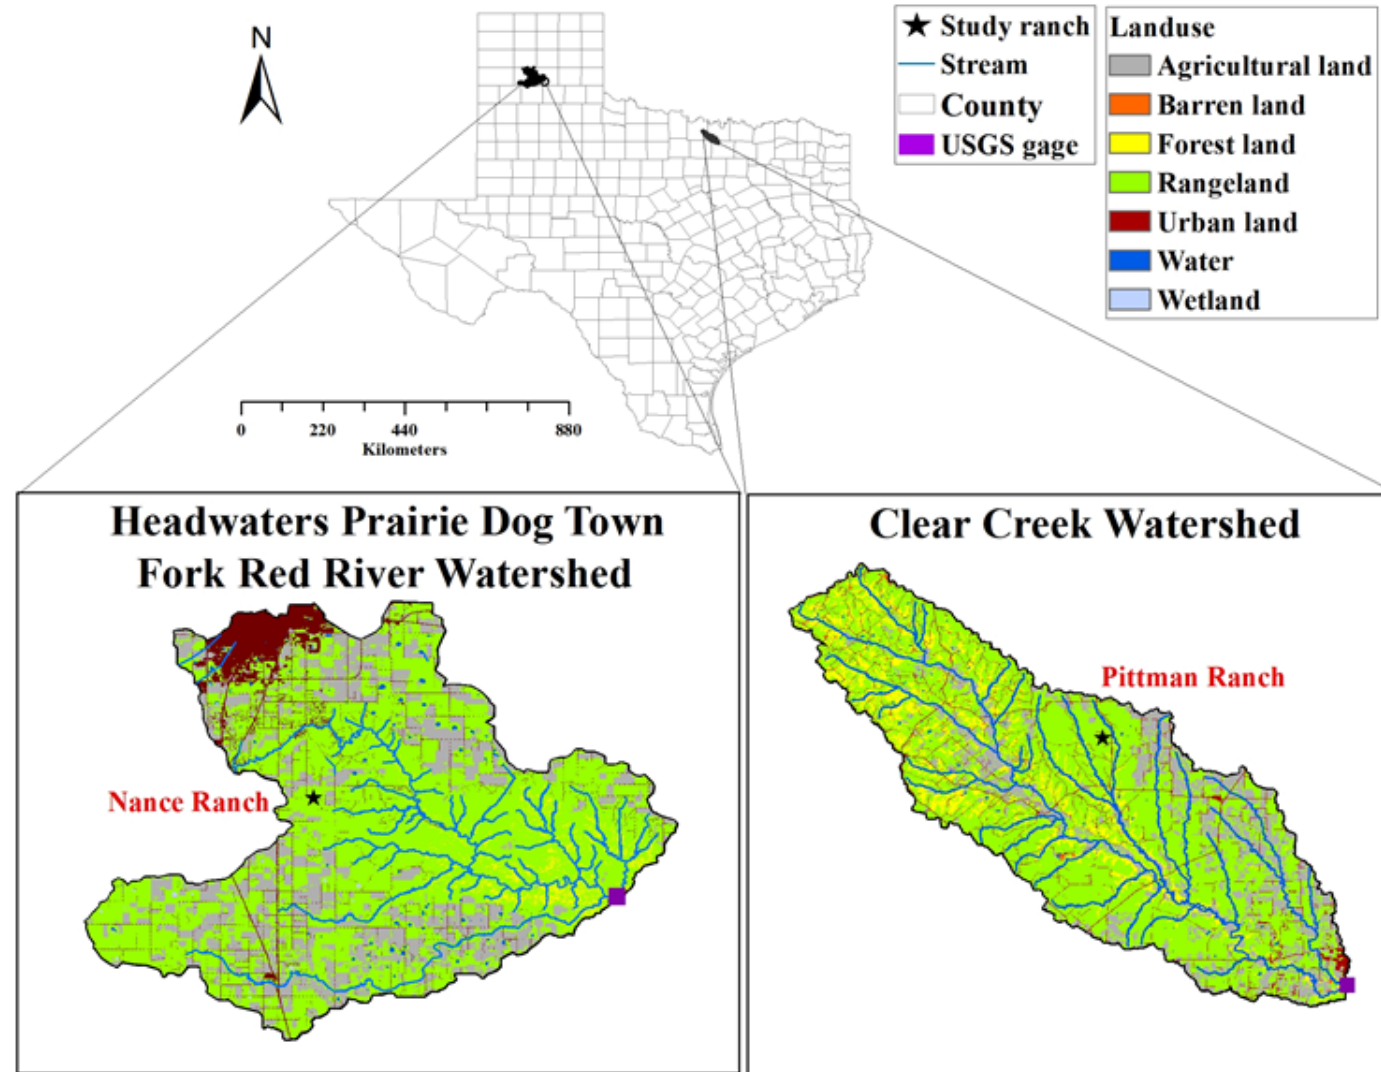 N
Study ranch
Stream
County
USGS gage
Landuse
Agricultural land
Barren land
Forest land
Rangeland
Urban land
Water
Wetland
0 220 440 880
Kilometers
Headwaters Prairie Dog Town
Fork Red River Watershed
Nance Ranch
Clear Creek Watershed
Pittman Ranch